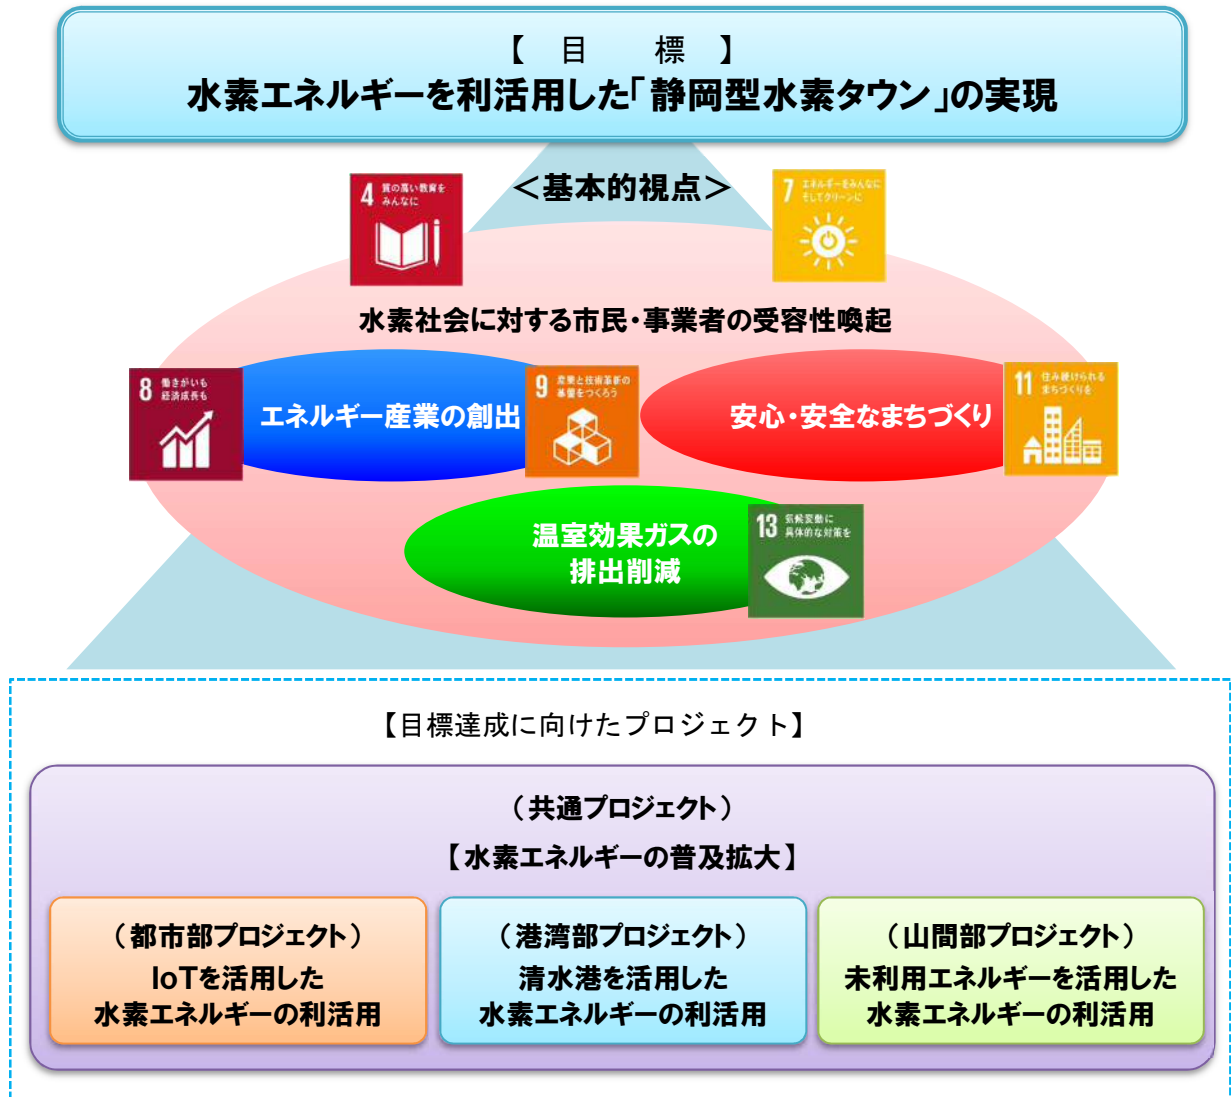 【 目 標 】
水素エネルギーを利活用した「静岡型水素タウン」の実現
＜基本的視点＞
4 質の高い教育を
みんなに
7 エネルギーをみんなに
そしてクリーンに
水素社会に対する市民・事業者の受容性喚起
8 働きがいも
経済成長も
エネルギー産業の創出
9 産業と技術革新の
基盤をつくろう
安心・安全なまちづくり
11 住み続けられる
まちづくりを
温室効果ガスの
排出削減
13 気候変動に
具体的な対策を
【目標達成に向けたプロジェクト】
（共通プロジェクト）
【水素エネルギーの普及拡大】
（都市部プロジェクト）
IoTを活用した
水素エネルギーの利活用
（港湾部プロジェクト）
清水港を活用した
水素エネルギーの利活用
（山間部プロジェクト）
未利用エネルギーを活用した
水素エネルギーの利活用